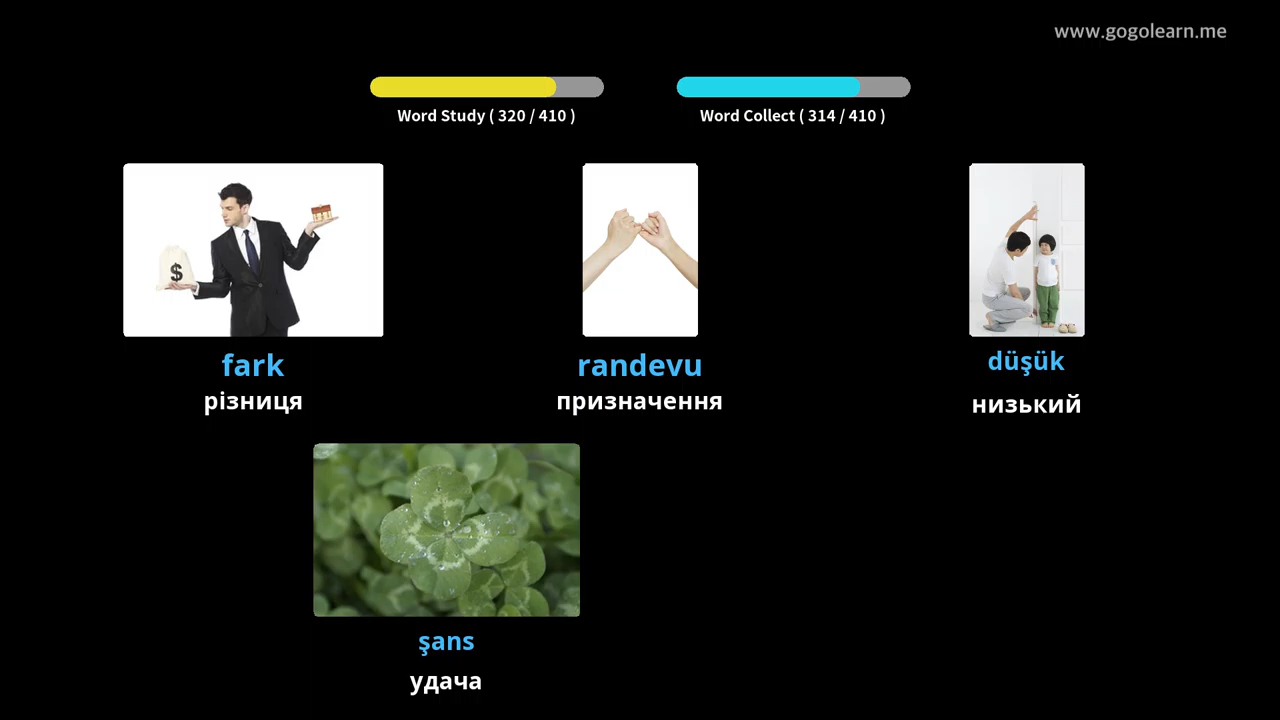 www.gogolearn.me
Word Study ( 320 / 410 )
Word Collect ( 314 / 410 )
fark
різниця
randevu
призначення
düşük
низький
şans
удача